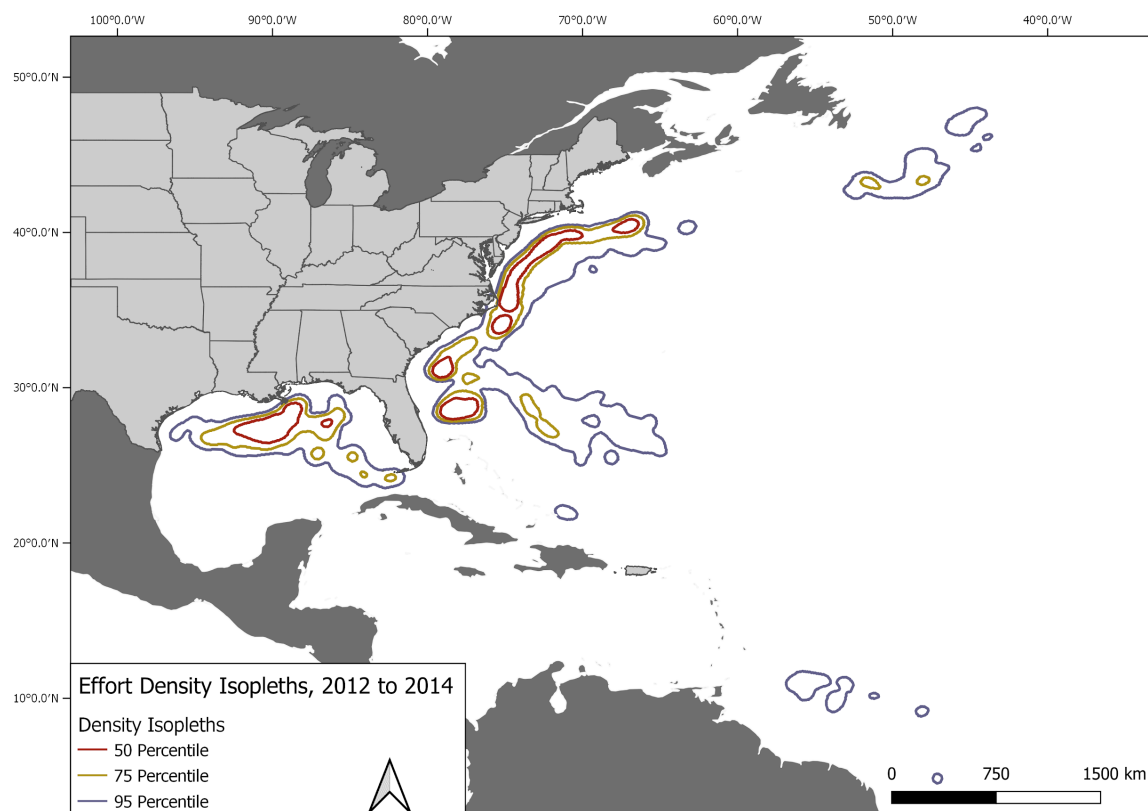 100°0.0'W 90°0.0'W 80°0.0'W 70°0.0'W 60°0.0'W 50°0.0'W 40°0.0'W
50°0.0'N
40°0.0'N
30°0.0'N
20°0.0'N
10°0.0'N
Effort Density Isopleths, 2012 to 2014
Density Isopleths
50 Percentile
75 Percentile
95 Percentile
0 750 1500 km